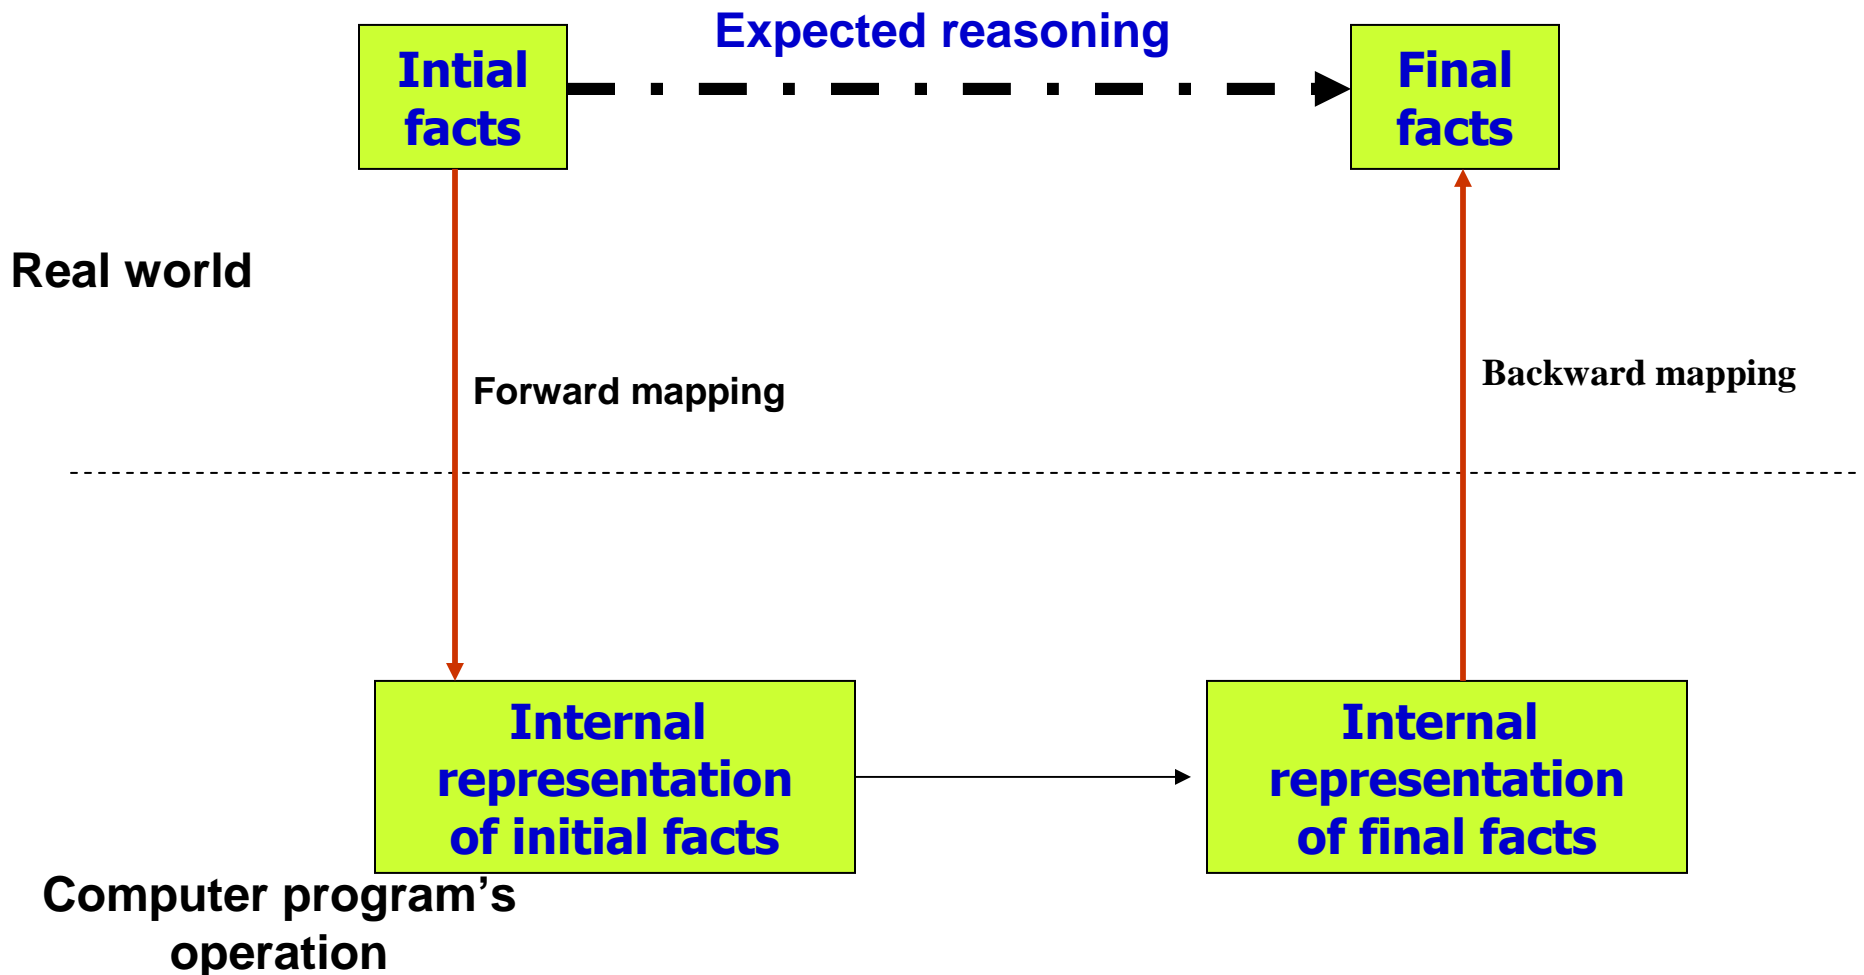 Expected reasoning
Intial
facts
Final
facts
Real world
Forward mapping
Backward mapping
Internal
representation
of initial facts
Internal
representation
of final facts
Computer program’s
operation